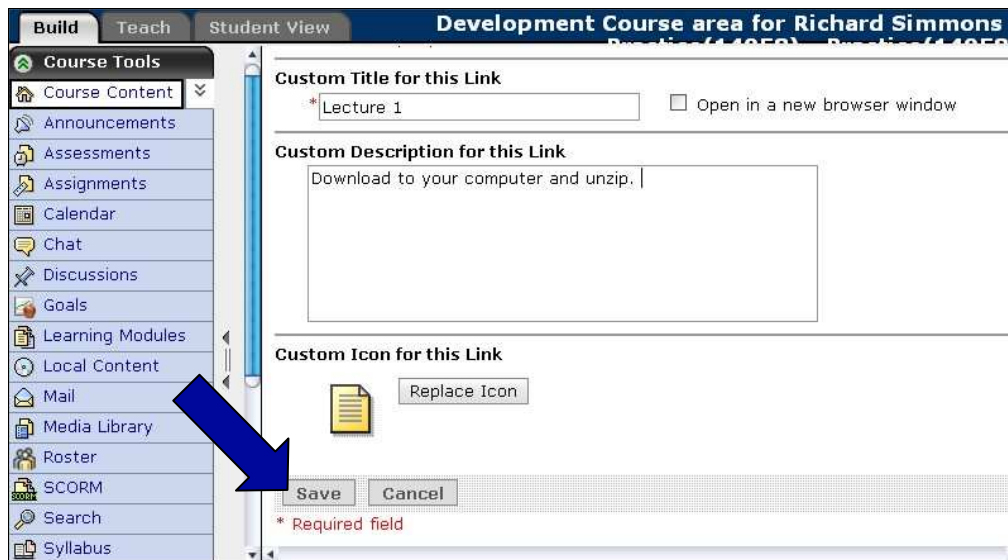 Build
Teach
Student View
Development Course area for Richard Simmons
Course Tools
Course Content
Announcements
Assessments
Assignments
Calendar
Chat
Discussions
Goals
Learning Modules
Local Content
Mail
Media Library
Roster
SCORM
Search
Syllabus
Custom Title for this Link
* Lecture 1
Open in a new browser window
Custom Description for this Link
Download to your computer and unzip.
Custom Icon for this Link
Replace Icon
Save
Cancel
* Required field